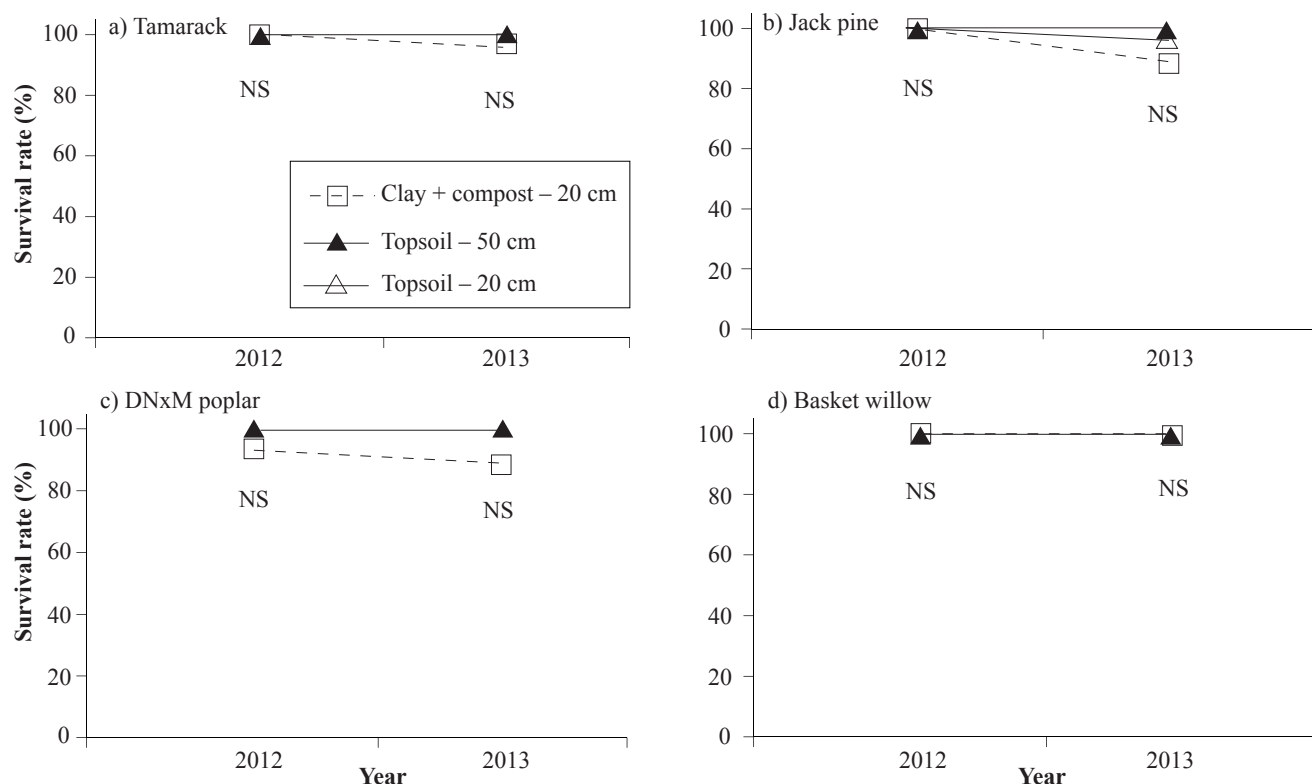 a) Tamarack
Survival rate (%)
100
80
60
40
20
0
NS
NS
Clay + compost – 20 cm
Topsoil – 50 cm
Topsoil – 20 cm
2012
2013
b) Jack pine
100
80
60
40
20
0
NS
NS
2012
2013
c) DNxM poplar
Survival rate (%)
100
80
60
40
20
0
NS
NS
2012
2013
Year
d) Basket willow
100
80
60
40
20
0
NS
NS
2012
2013
Year